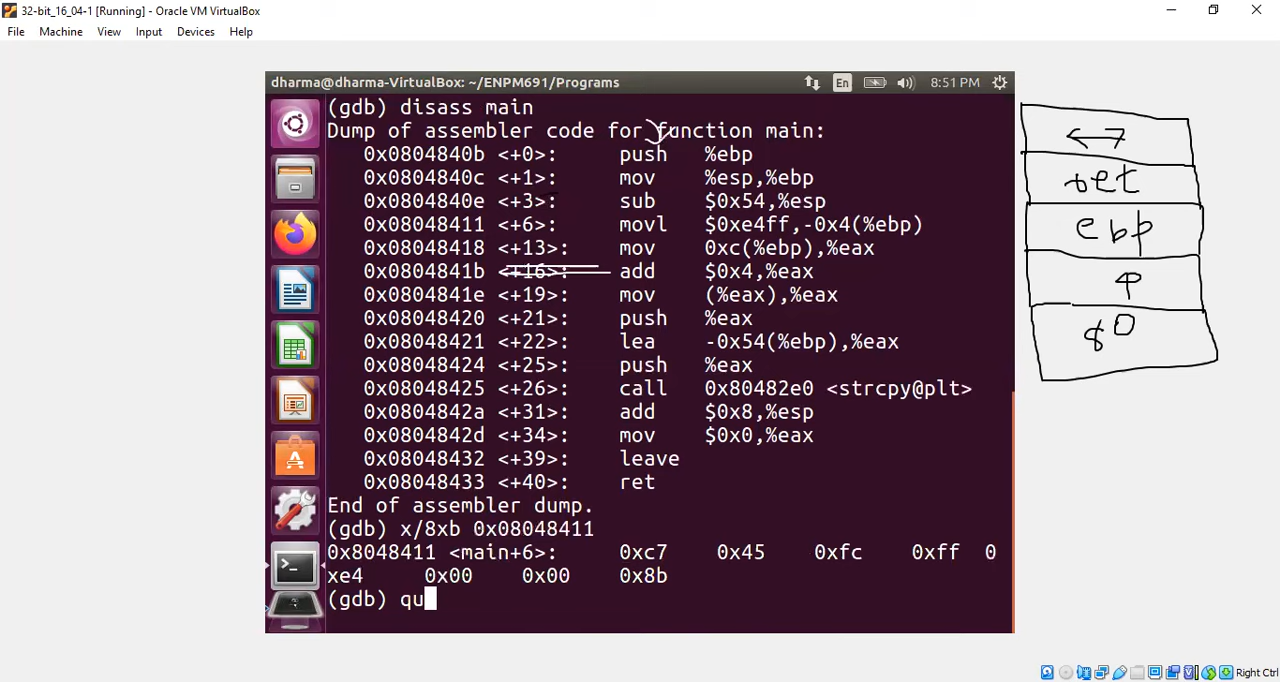 32-bit_16_04-1 [Running] - Oracle VM VirtualBox
File Machine View Input Devices Help
dharma@dharma-VirtualBox: ~/ENPM691/Programs En 8:51 PM
(gdb) disass main
Dump of assembler code for function main:
0x0804840b <+0>: push %ebp
0x0804840c <+1>: mov %esp,%ebp
0x0804840e <+3>: sub $0x54,%esp
0x08048411 <+6>: movl $0xe4ff,-0x4(%ebp)
0x08048418 <+13>: mov 0xc(%ebp),%eax
0x0804841b <+16>: add $0x4,%eax
0x0804841e <+19>: mov (%eax),%eax
0x08048420 <+21>: push %eax
0x08048421 <+22>: lea -0x54(%ebp),%eax
0x08048424 <+25>: push %eax
0x08048425 <+26>: call 0x80482e0 <strcpy@plt>
0x0804842a <+31>: add $0x8,%esp
0x0804842d <+34>: mov $0x0,%eax
0x08048432 <+39>: leave
0x08048433 <+40>: ret
End of assembler dump.
(gdb) x/8xb 0x08048411
0x8048411 <main+6>: 0xc7 0x45 0xfc 0xff 0
xe4 0x00 0x00 0x8b
(gdb) qu
ret
ebp
80
Right Ctrl